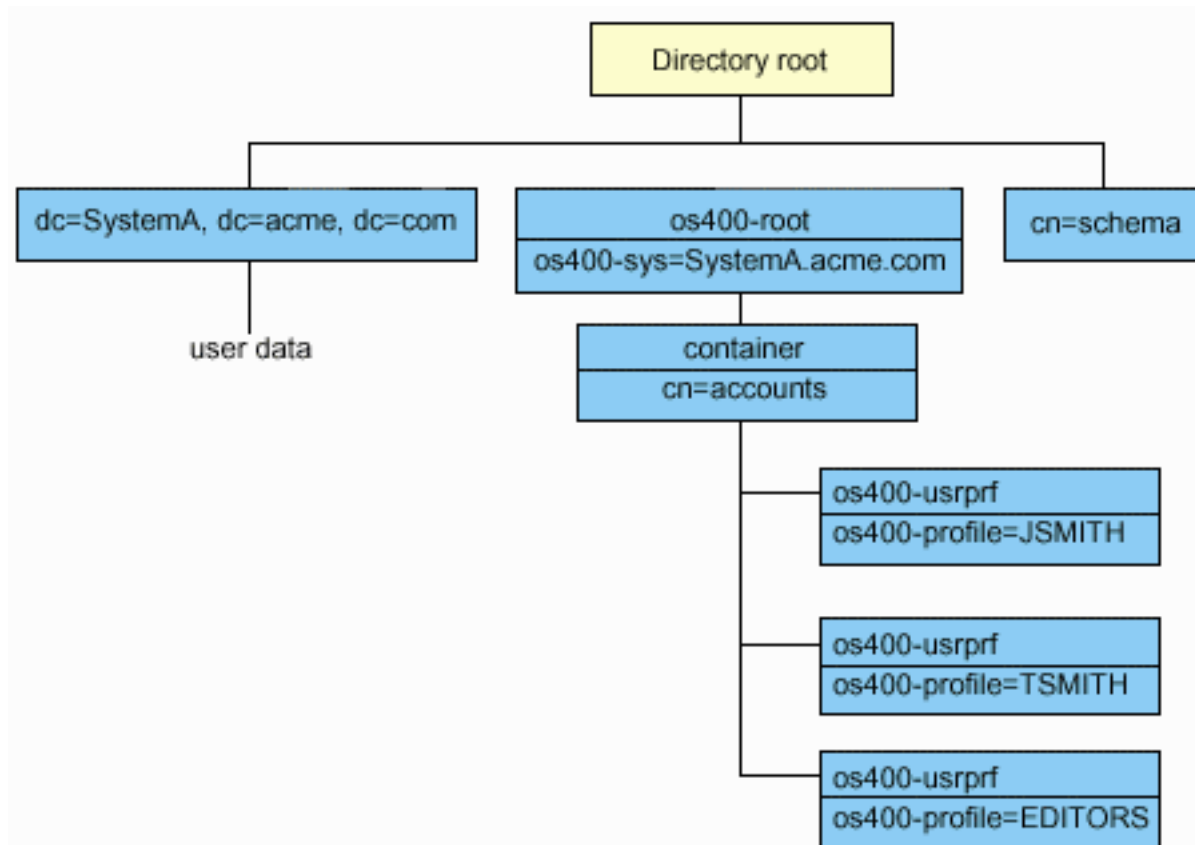 Directory root
dc=SystemA, dc=acme, dc=com
os400-root
os400-sys=SystemA.acme.com
cn=schema
user data
container
cn=accounts
os400-usrprf
os400-profile=JSMITH
os400-usrprf
os400-profile=TSMITH
os400-usrprf
os400-profile=EDITORS